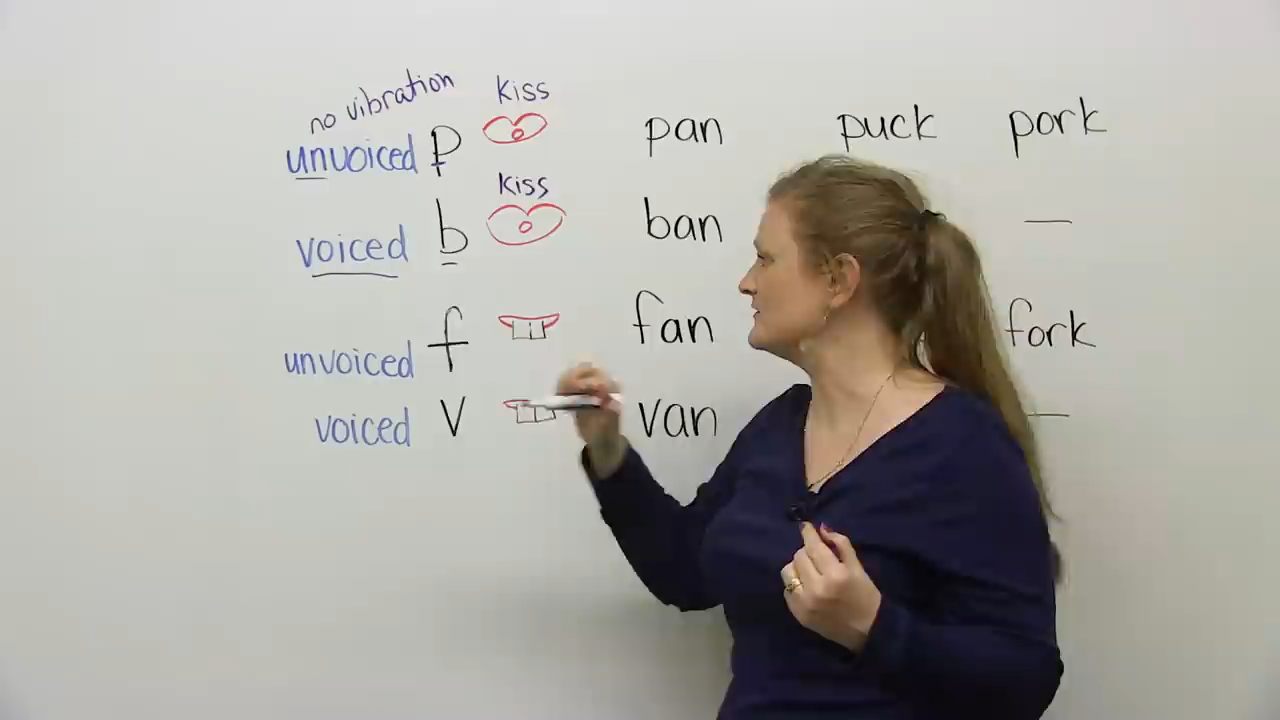 no vibration kiss
unvoiced p pan puck pork
kiss
voiced b ban —
unvoiced f fan fork
voiced v van —